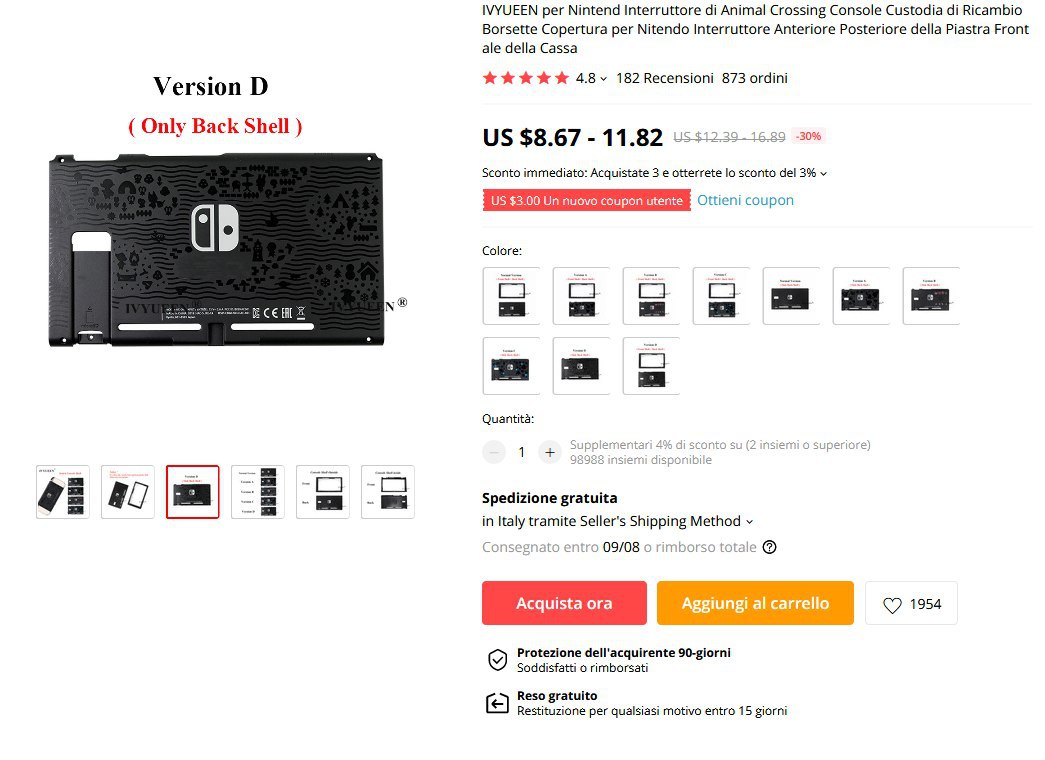 IVYUEEN per Nintend Interruttore di Animal Crossing Console Custodia di Ricambio
Borsette Copertura per Nitendo Interruttore Anteriore Posteriore della Piastra Front
ale della Cassa
4.8
182 Recensioni
873 ordini
Version D
( Only Back Shell )
IVYUEEN
®
US $8.67 - 11.82
US $12.39 - 16.89
-30%
Sconto immediato: Acquistate 3 e otterrete lo sconto del 3%
US $3.00 Un nuovo coupon utente
Ottieni coupon
Colore:
Quantità:
1
Supplementari 4% di sconto su (2 insiemi o superiore)
98988 insiemi disponibile
Spedizione gratuita
in Italy tramite Seller's Shipping Method
Consegnato entro 09/08 o rimborso totale
Acquista ora
Aggiungi al carrello
1954
Protezione dell'acquirente 90-giorni
Soddisfatti o rimborsati
Reso gratuito
Restituzione per qualsiasi motivo entro 15 giorni